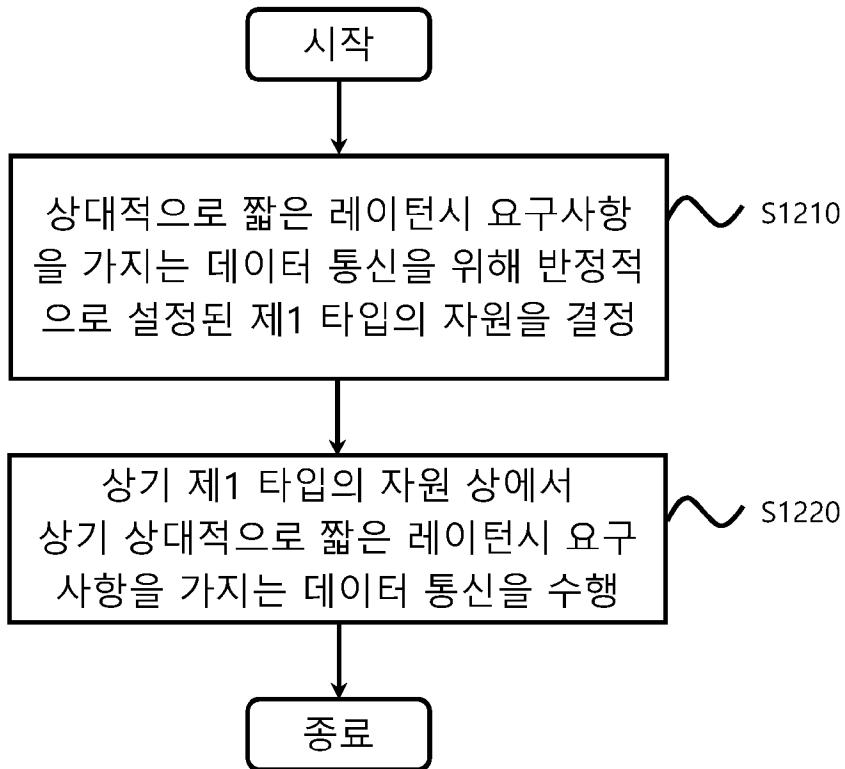 시작
상대적으로 짧은 레이턴시 요구사항
을 가지는 데이터 통신을 위해 반정적
으로 설정된 제1 타입의 자원을 결정
S1210
상기 제1 타입의 자원 상에서
상기 상대적으로 짧은 레이턴시 요구
사항을 가지는 데이터 통신을 수행
S1220
종료